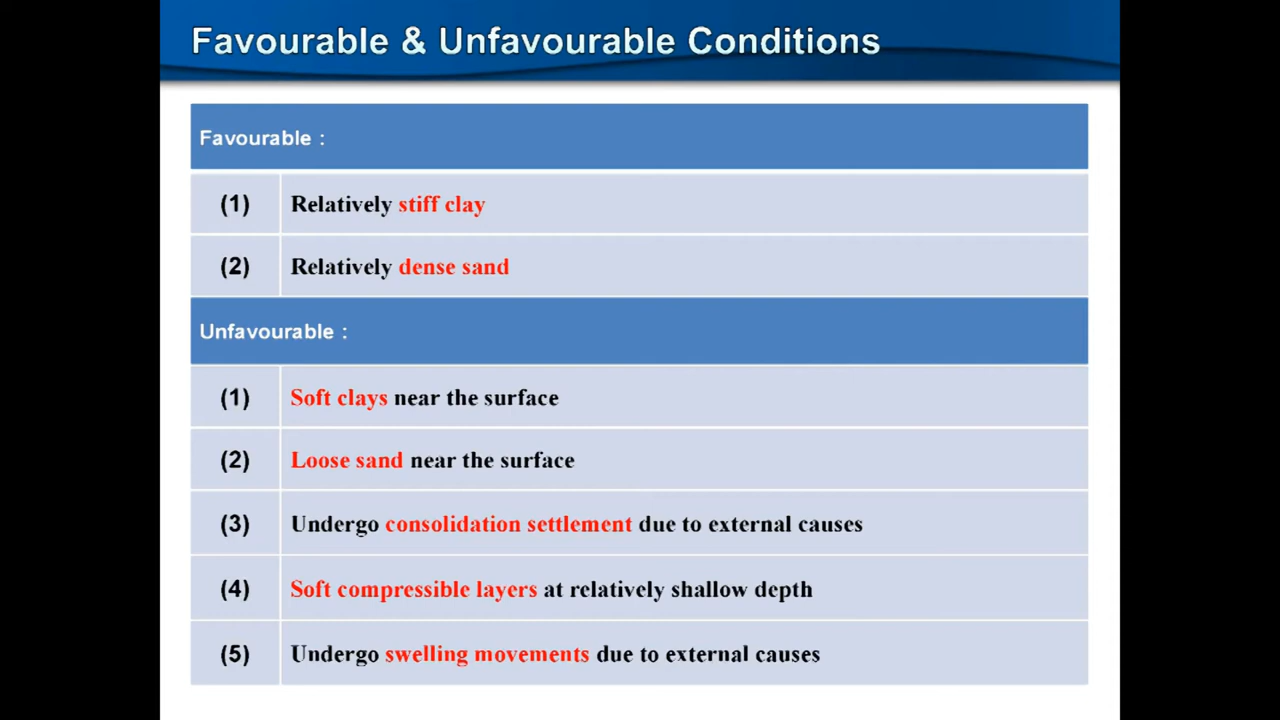 Favourable & Unfavourable Conditions
Favourable :
(1) Relatively stiff clay
(2) Relatively dense sand
Unfavourable :
(1) Soft clays near the surface
(2) Loose sand near the surface
(3) Undergo consolidation settlement due to external causes
(4) Soft compressible layers at relatively shallow depth
(5) Undergo swelling movements due to external causes